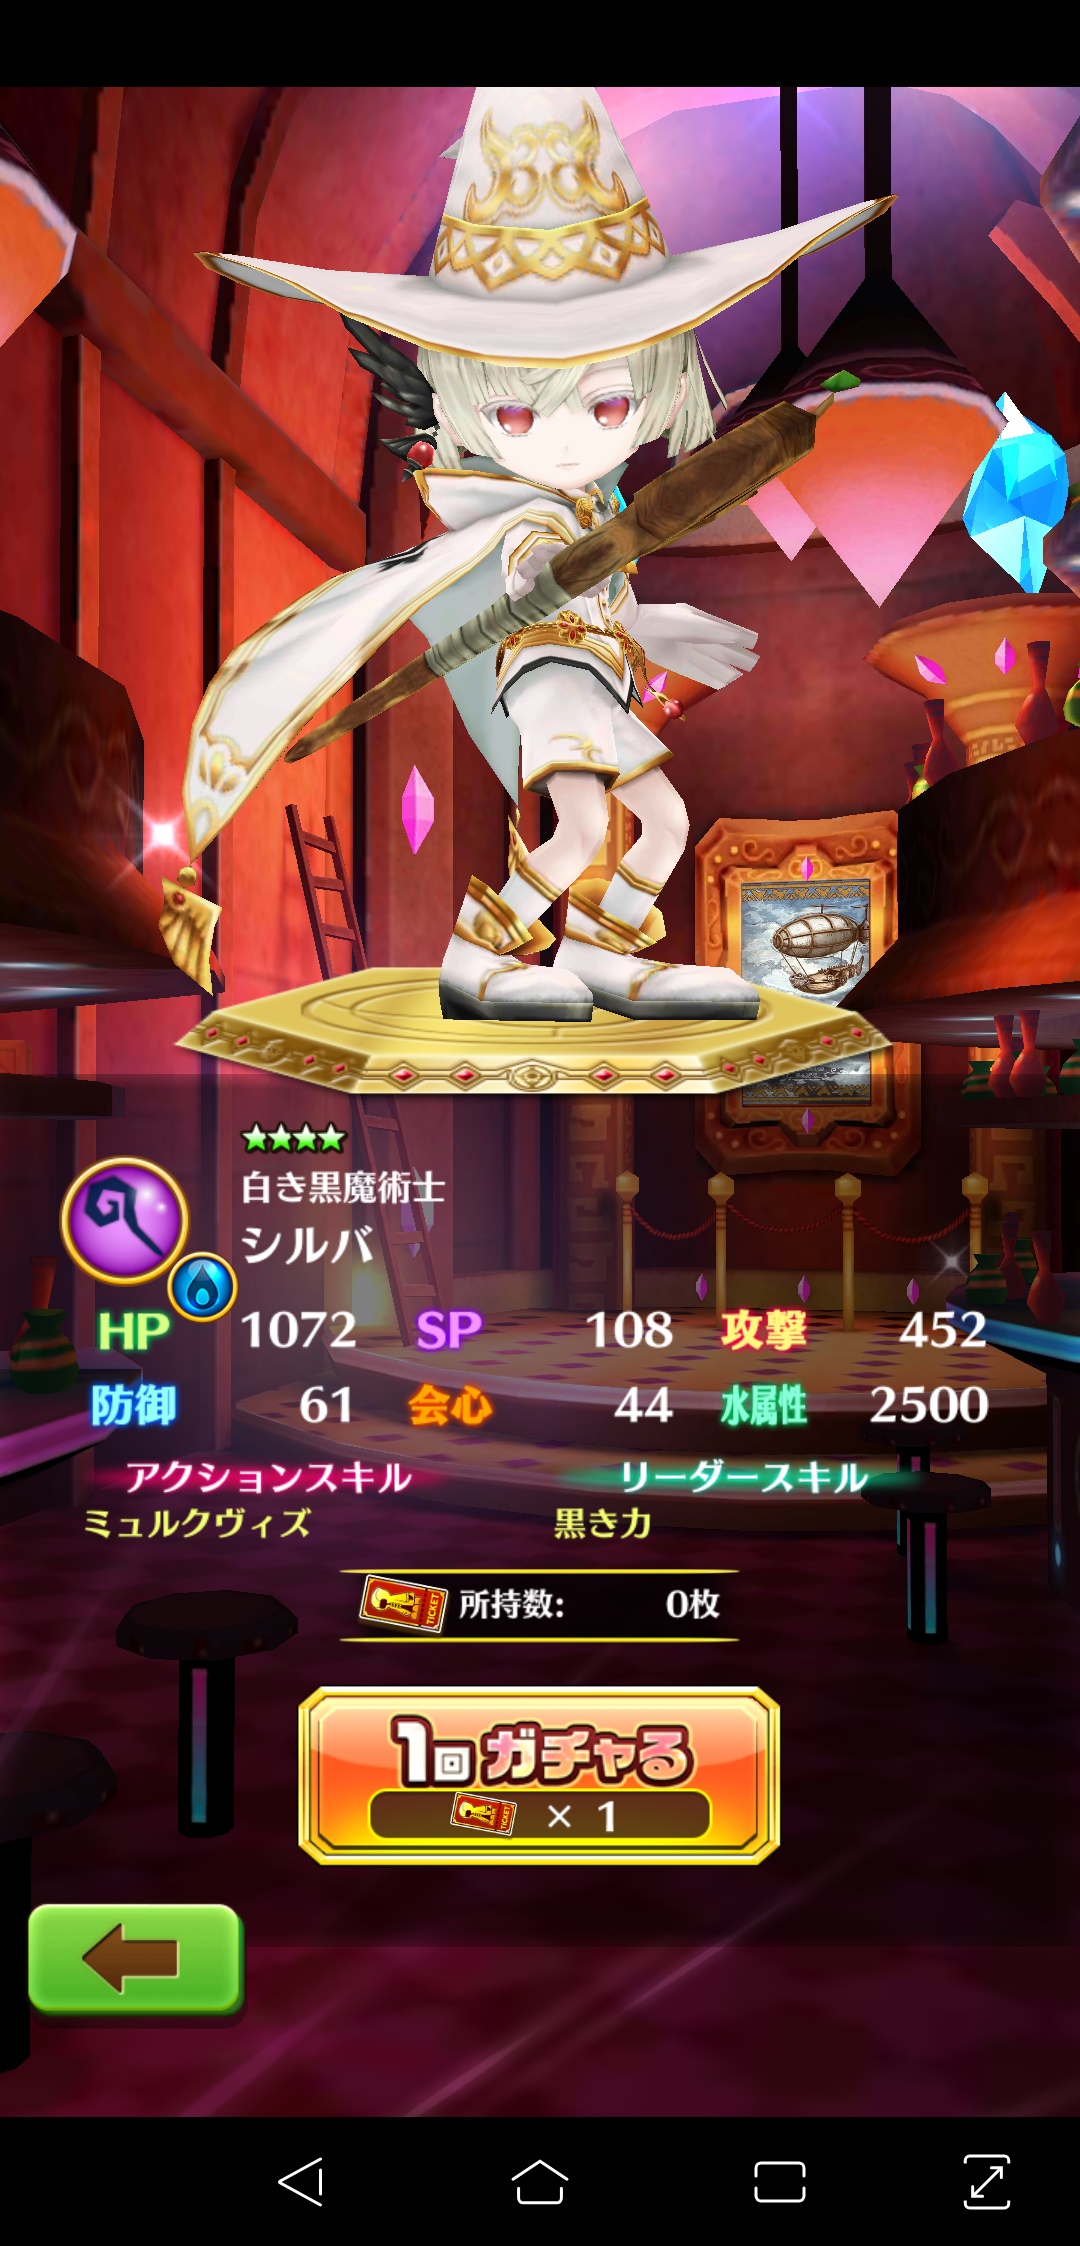 白き黒魔術士
シルバ
HP 1072 SP 108 攻撃 452
防御 61 会心 44 水属性 2500
アクションスキル リーダースキル
ミュルクヴィズ 黒き力
TICKET 所持数: 0枚
1回ガチャる
TICKET × 1